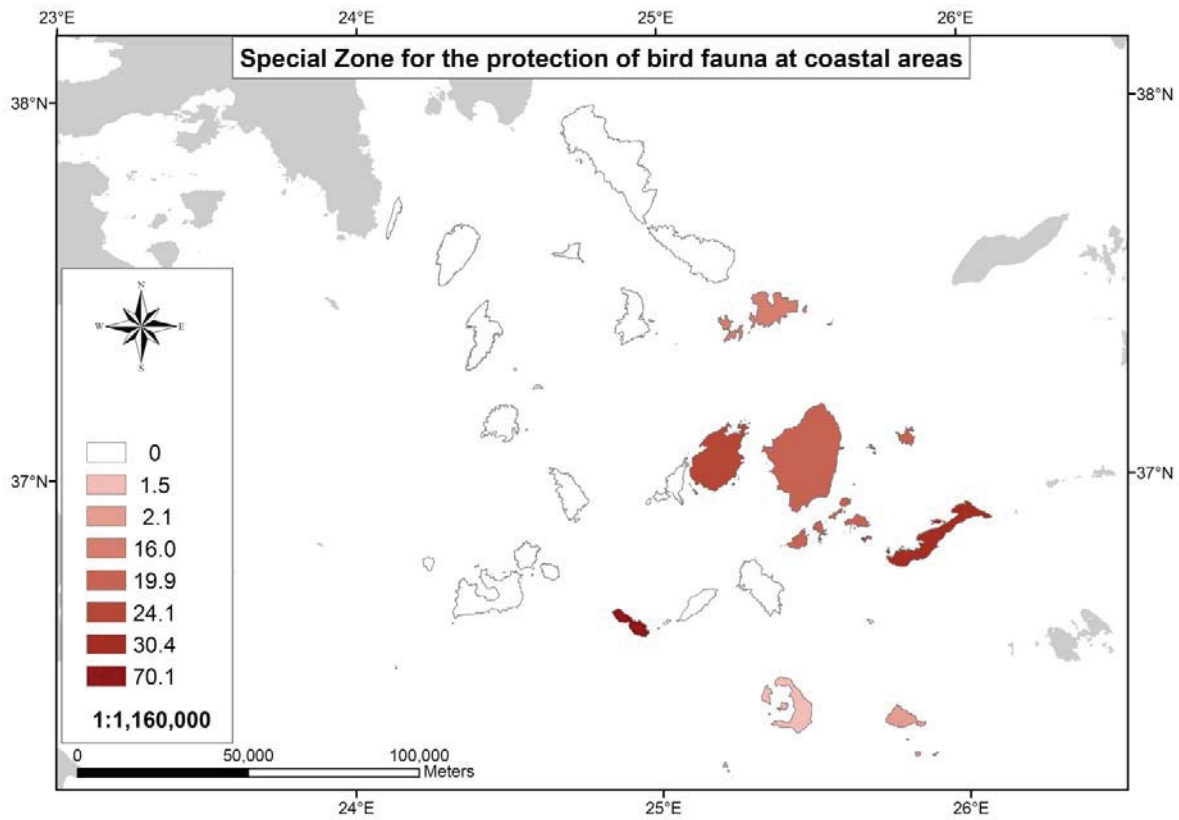 23°E 24°E 25°E 26°E
Special Zone for the protection of bird fauna at coastal areas
38°N 38°N
N
W E
S
0
1.5
37°N 37°N
2.1
16.0
19.9
24.1
30.4
70.1
1:1,160,000
0 50,000 100,000
Meters
24°E 25°E 26°E